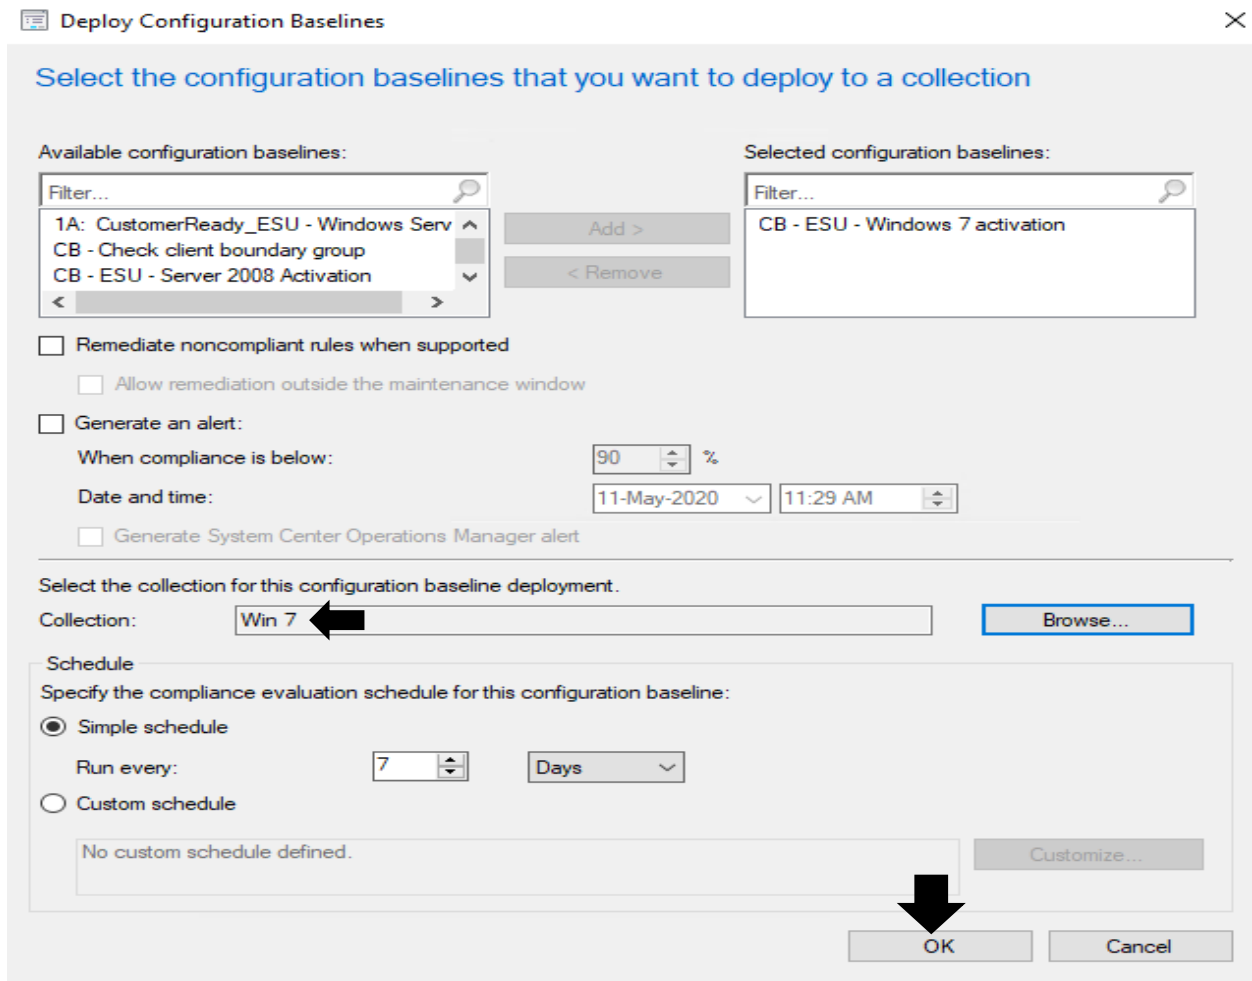 Deploy Configuration Baselines
Select the configuration baselines that you want to deploy to a collection
Available configuration baselines:
Filter...
1A: CustomerReady_ESU - Windows Serv
CB - Check client boundary group
CB - ESU - Server 2008 Activation
Add >
< Remove
Selected configuration baselines:
Filter...
CB - ESU - Windows 7 activation
Remediate noncompliant rules when supported
Allow remediation outside the maintenance window
Generate an alert:
When compliance is below: 90 %
Date and time: 11-May-2020 11:29 AM
Generate System Center Operations Manager alert
Select the collection for this configuration baseline deployment.
Collection: Win 7 Browse...
Schedule
Specify the compliance evaluation schedule for this configuration baseline:
Simple schedule
Run every: 7 Days
Custom schedule
No custom schedule defined.
Customize...
OK Cancel